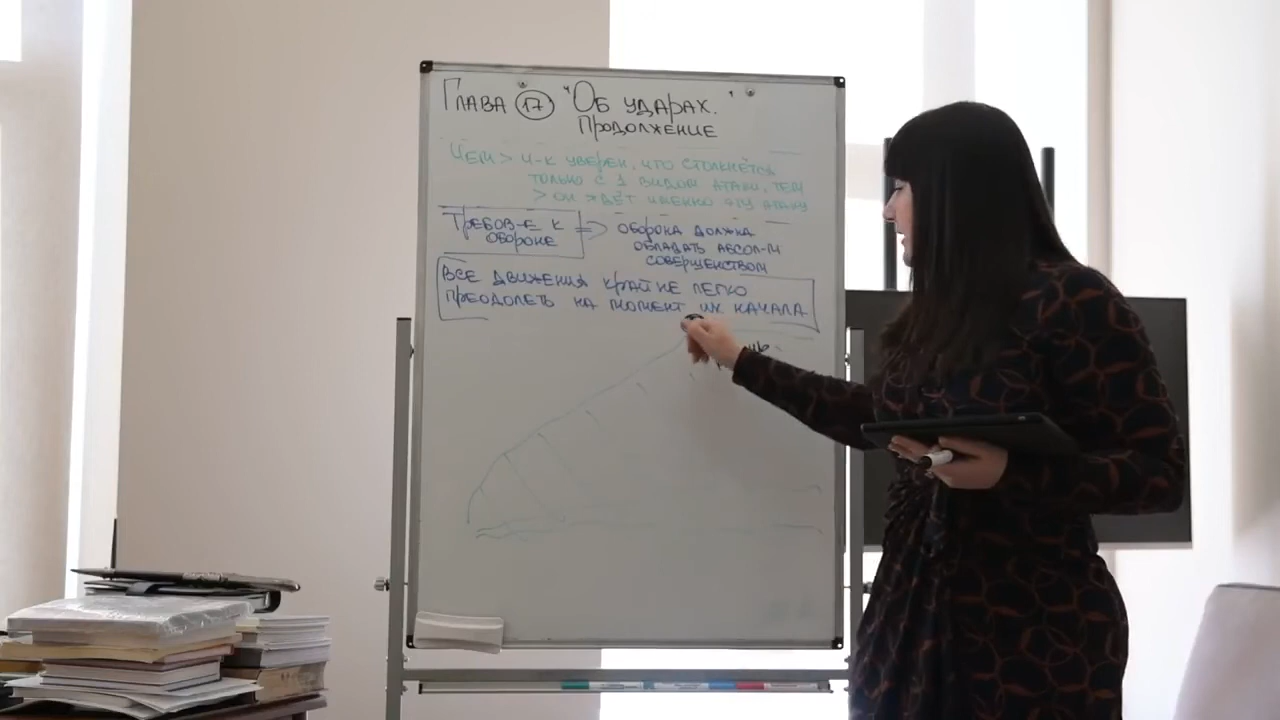 Глава 17 "Об ударах.
Продолжение
Чем > ч-к уверен, что столкнётся
только с 1 видом атаки, тем
> он ждёт именно эту атаку
Требов-е к
обороне
=> оборона должна
обладать абсол-м
совершенством
Все движения крайне легко
преодолеть на момент их начала